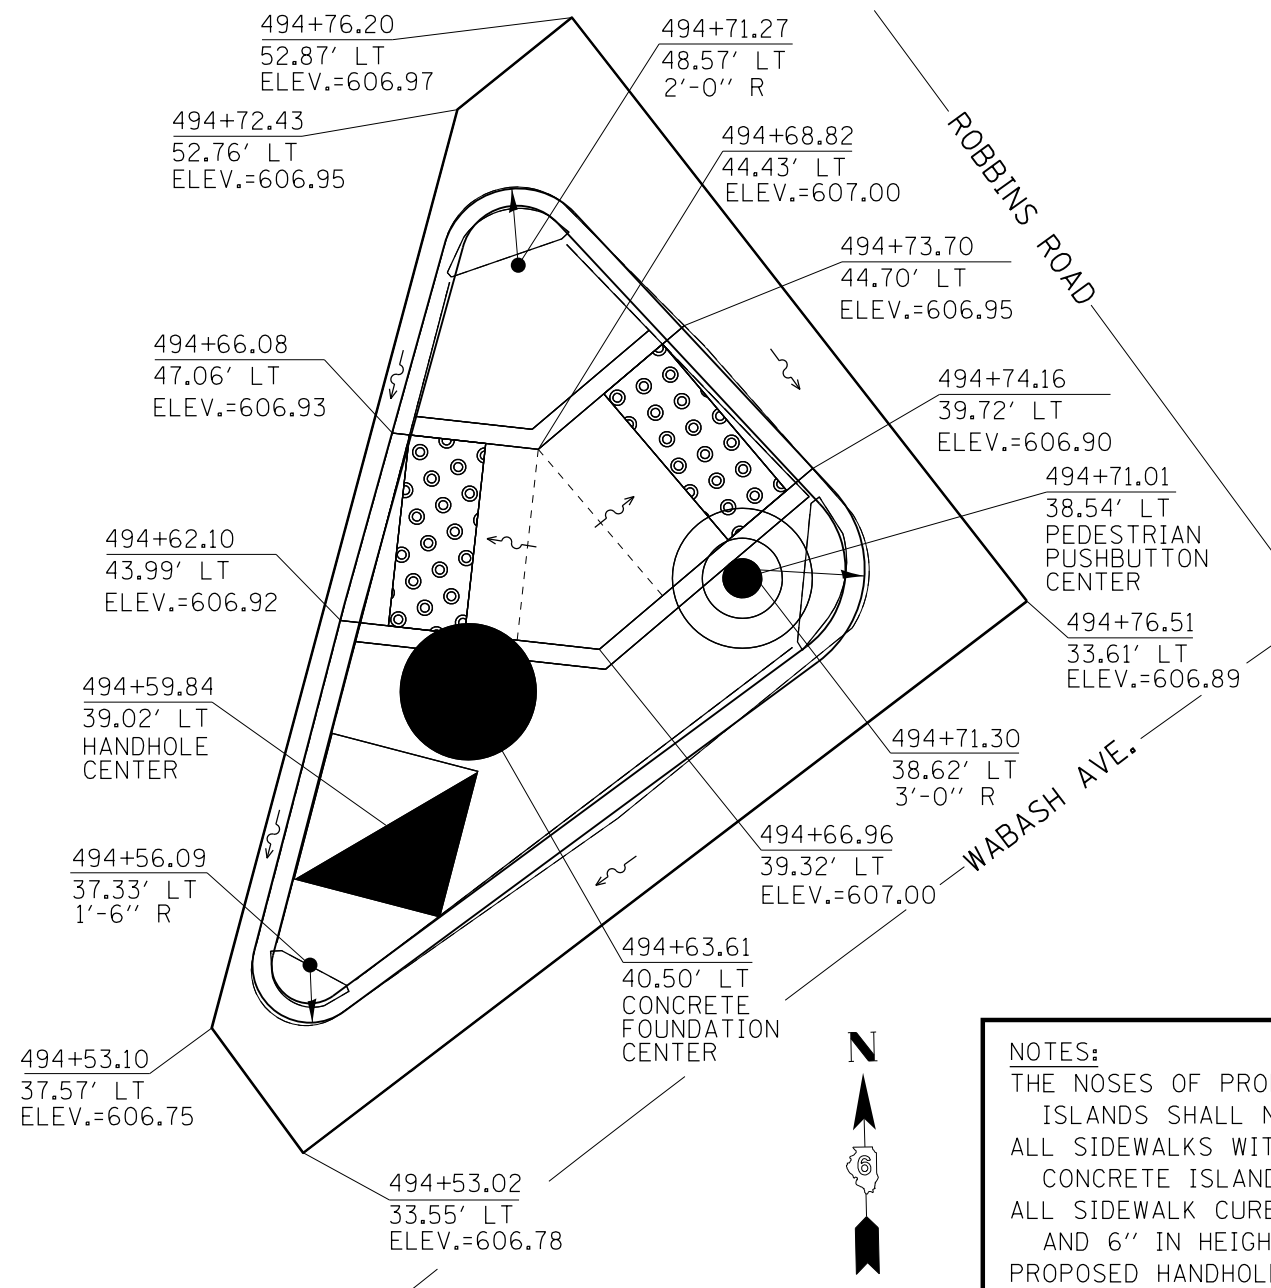 494+76.20
52.87' LT
ELEV.=606.97
494+71.27
48.57' LT
2'-0'' R
494+72.43
52.76' LT
ELEV.=606.95
494+68.82
44.43' LT
ELEV.=607.00
ROBBINS ROAD
494+73.70
44.70' LT
ELEV.=606.95
494+66.08
47.06' LT
ELEV.=606.93
494+74.16
39.72' LT
ELEV.=606.90
494+71.01
38.54' LT
PEDESTRIAN
PUSHBUTTON
CENTER
494+62.10
43.99' LT
ELEV.=606.92
494+76.51
33.61' LT
ELEV.=606.89
494+59.84
39.02' LT
HANDHOLE
CENTER
494+71.30
38.62' LT
3'-0'' R
WABASH AVE.
494+66.96
39.32' LT
ELEV.=607.00
494+56.09
37.33' LT
1'-6'' R
494+63.61
40.50' LT
CONCRETE
FOUNDATION
CENTER
494+53.10
37.57' LT
ELEV.=606.75
494+53.02
33.55' LT
ELEV.=606.78
N
6
NOTES:
THE NOSES OF PRO
ISLANDS SHALL N
ALL SIDEWALKS WIT
CONCRETE ISLAND
ALL SIDEWALK CURB
AND 6'' IN HEIGH
PROPOSED HANDHOL